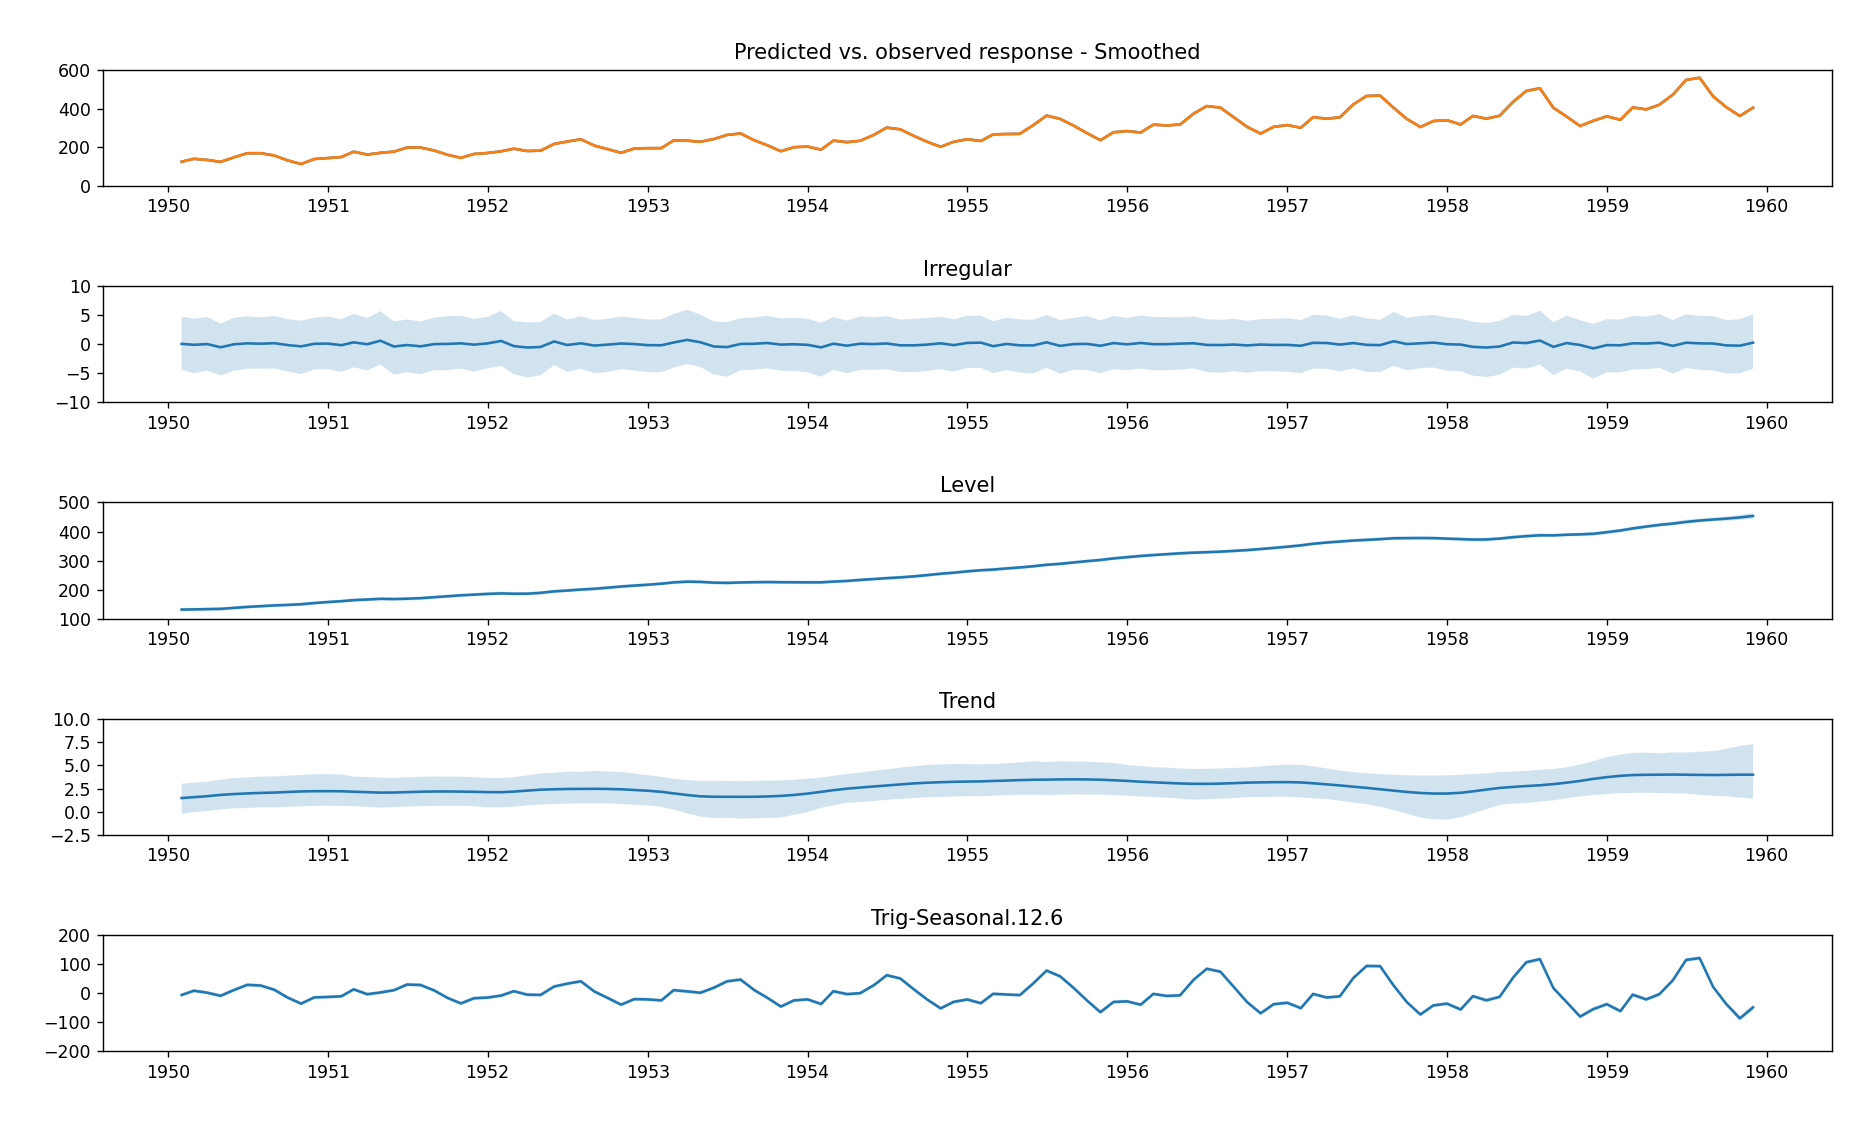 Predicted vs. observed response - Smoothed
600
400
200
0
1950 1951 1952 1953 1954 1955 1956 1957 1958 1959 1960
Irregular
10
5
0
−5
−10
1950 1951 1952 1953 1954 1955 1956 1957 1958 1959 1960
Level
500
400
300
200
100
1950 1951 1952 1953 1954 1955 1956 1957 1958 1959 1960
Trend
10.0
7.5
5.0
2.5
0.0
−2.5
1950 1951 1952 1953 1954 1955 1956 1957 1958 1959 1960
Trig-Seasonal.12.6
200
100
0
−100
−200
1950 1951 1952 1953 1954 1955 1956 1957 1958 1959 1960